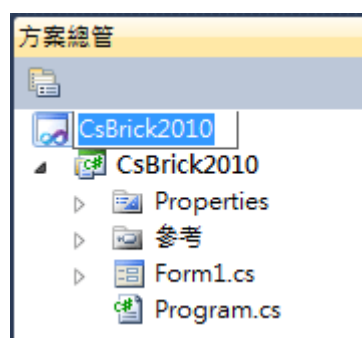 方案總管
CsBrick2010
CsBrick2010
Properties
參考
Form1.cs
Program.cs